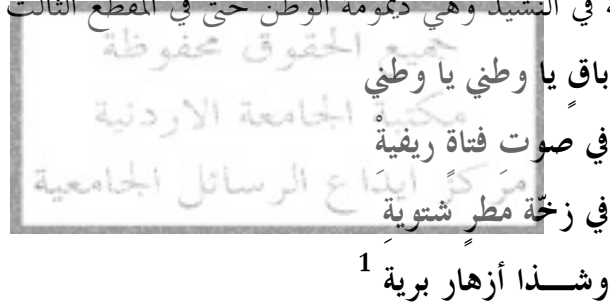 ة في النشيد وهي ديمومة الوطن حتى في المقطع الثالث
جميع الحقوق محفوظة
باقٍ يا وطني يا وطني
مكتبة الجامعة الاردنية
في صوت فتاةٍ ريفيةْ
مركز ايداع الرسائل الجامعية
في زخّة مطرٍ شتويةَ
وشـــذا أزهار برية 1